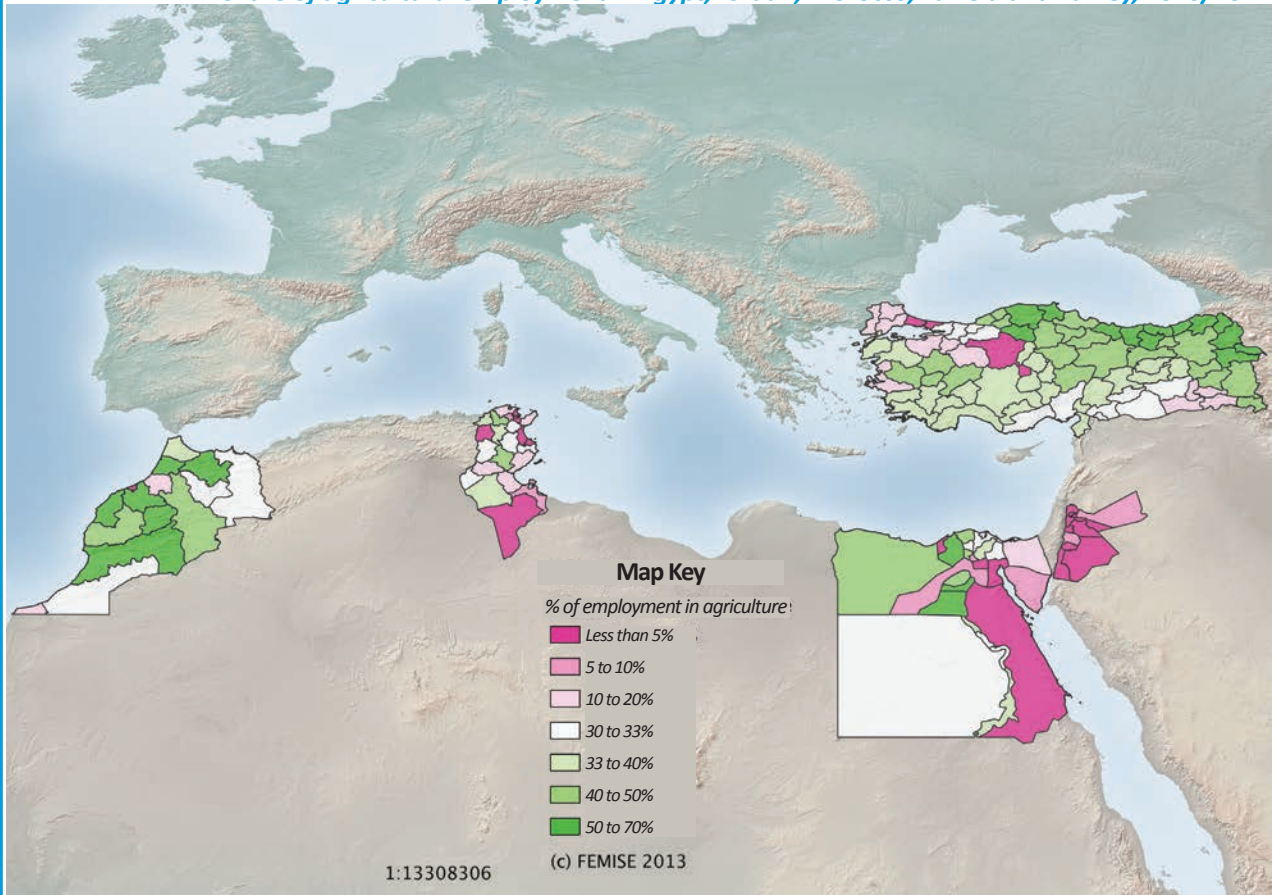 Map Key
% of employment in agriculture
Less than 5%
5 to 10%
10 to 20%
30 to 33%
33 to 40%
40 to 50%
50 to 70%
(c) FEMISE 2013
1:13308306